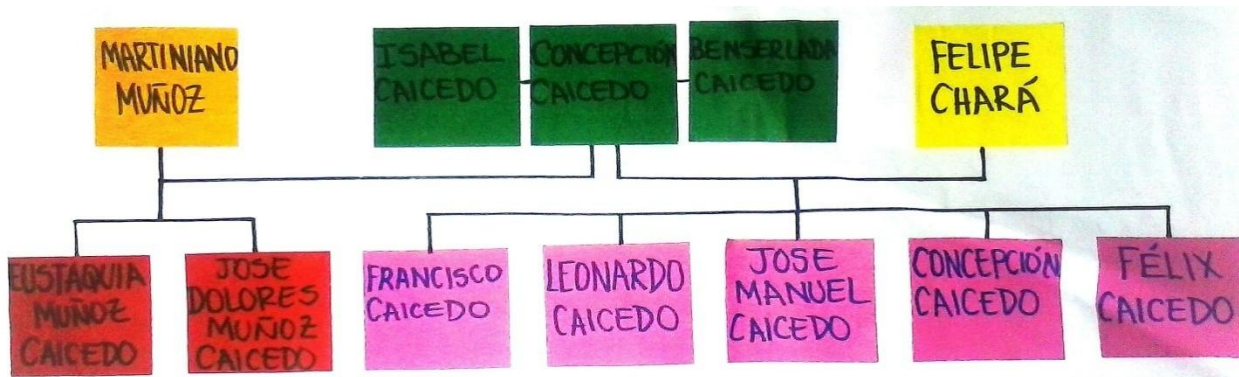 MARTINIANO
MUÑOZ
ISABEL
CAICEDO
CONCEPCIÓN
CAICEDO
BENSERLADA
CAICEDO
FELIPE
CHARÁ
EUSTAQUIA
MUÑOZ
CAICEDO
JOSE
DOLORES
MUÑOZ
CAICEDO
FRANCISCO
CAICEDO
LEONARDO
CAICEDO
JOSE
MANUEL
CAICEDO
CONCEPCIÓN
CAICEDO
FÉLIX
CAICEDO